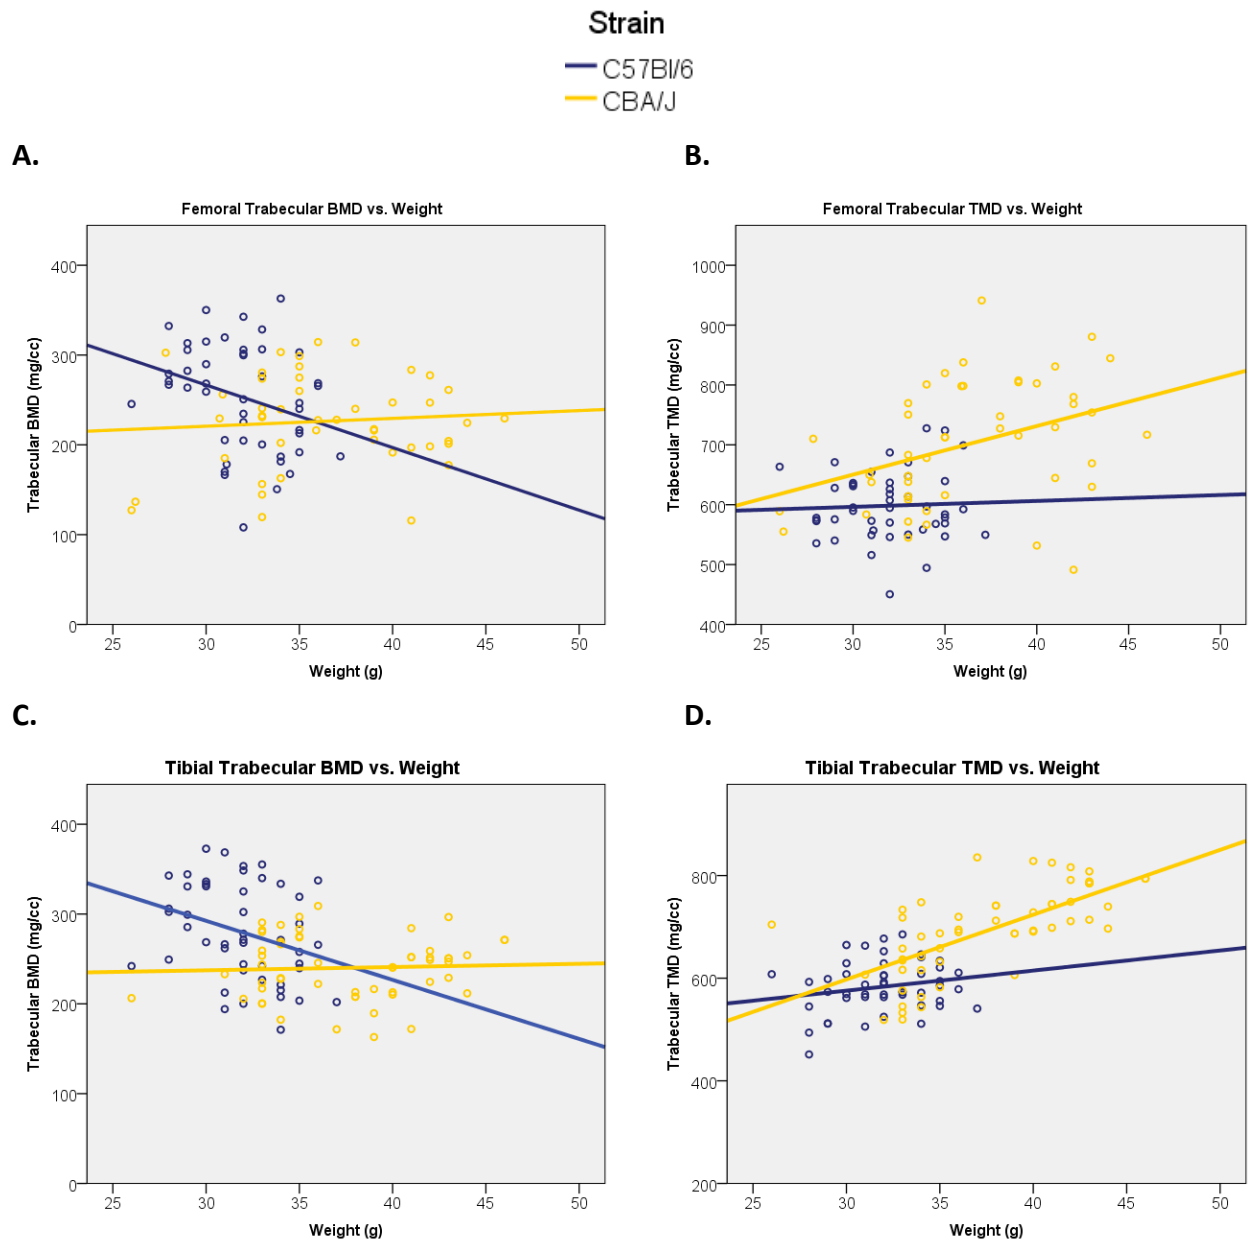 Strain
C57Bl/6
CBA/J
A.
B.
Femoral Trabecular BMD vs. Weight
Trabecular BMD (mg/cc)
400
300
200
100
0
25 30 35 40 45 50
Weight (g)
Femoral Trabecular TMD vs. Weight
Trabecular TMD (mg/cc)
1000
900
800
700
600
500
400
25 30 35 40 45 50
Weight (g)
C.
D.
Tibial Trabecular BMD vs. Weight
Trabecular BMD (mg/cc)
400
300
200
100
0
25 30 35 40 45 50
Weight (g)
Tibial Trabecular TMD vs. Weight
Trabecular TMD (mg/cc)
800
600
400
200
25 30 35 40 45 50
Weight (g)